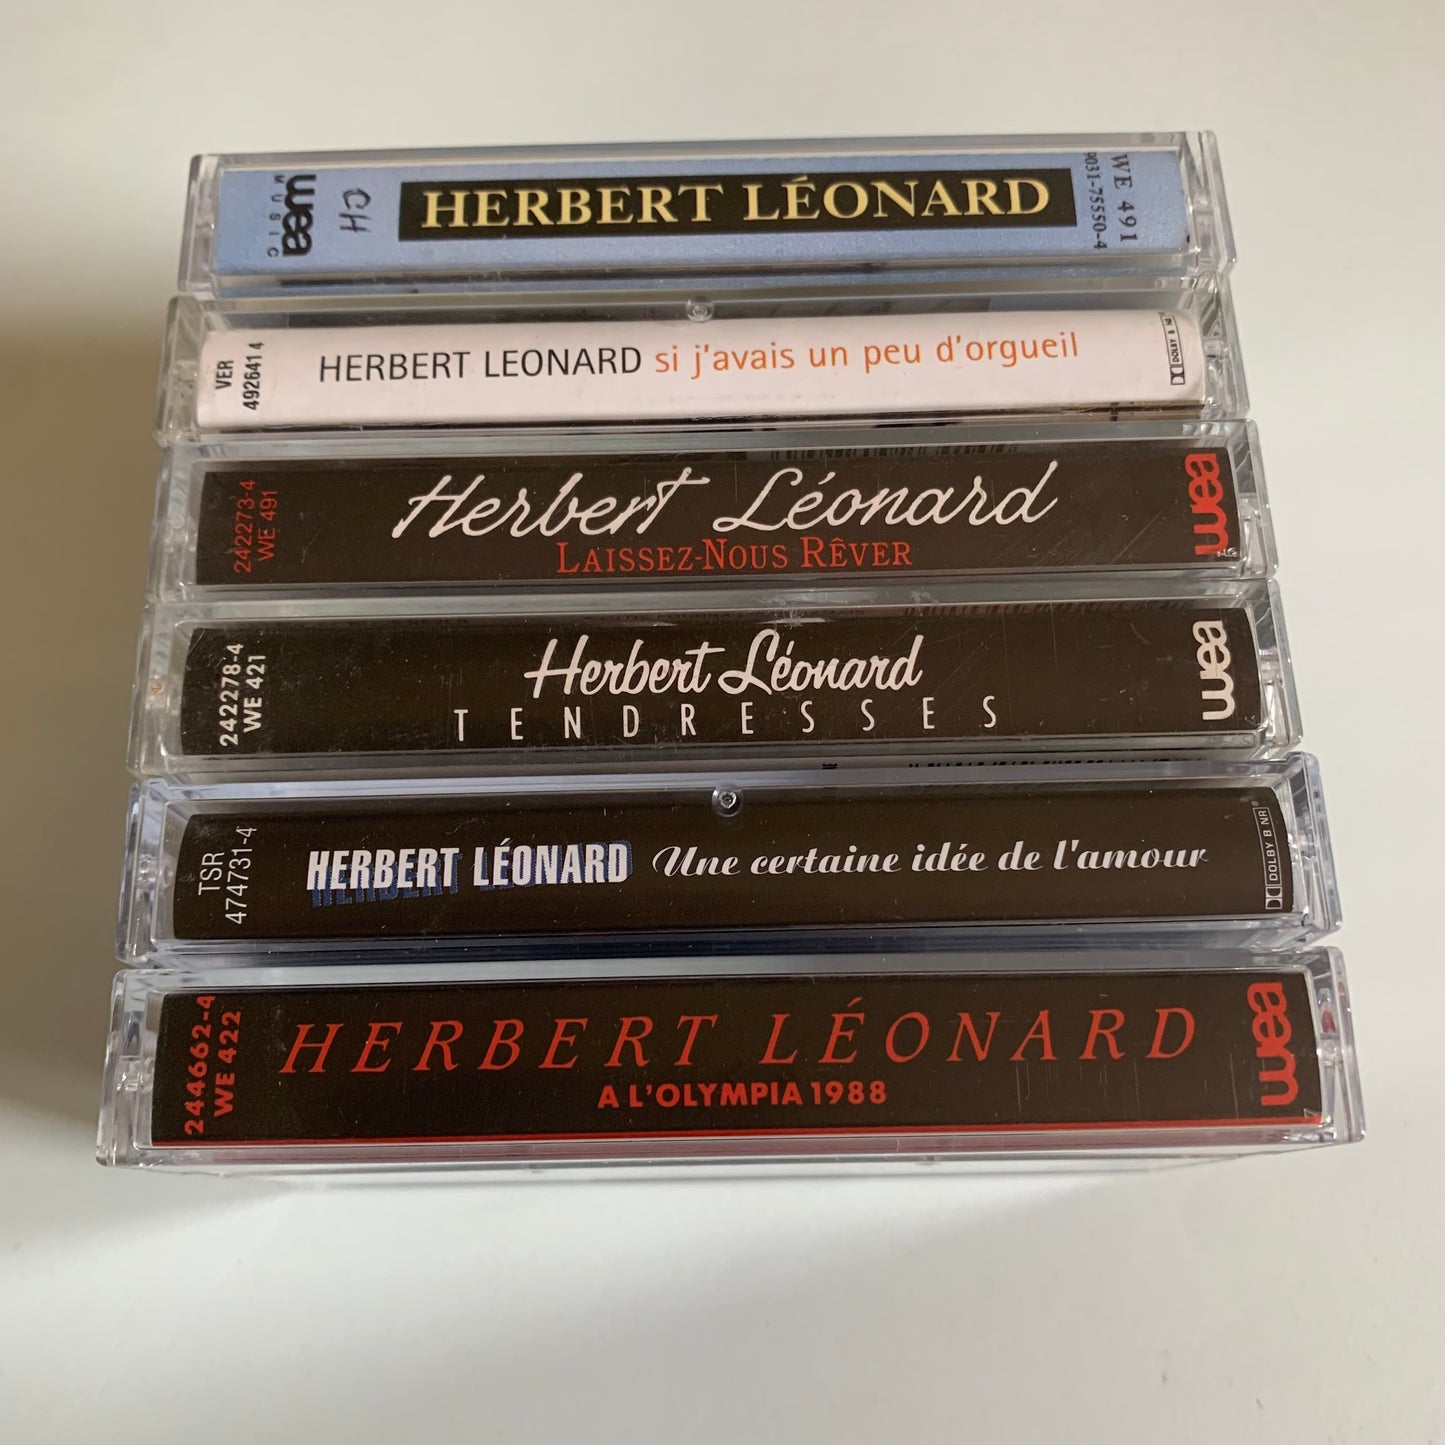 wea
MUSIC
CH
HERBERT LÉONARD
WE 491
9031-75550-4
VER
492641 4
HERBERT LEONARD si j'avais un peu d'orgueil
DOLBY B NR
242273-4
WE 491
Herbert Léonard
LAISSEZ-NOUS RÊVER
wea
242278-4
WE 421
Herbert Léonard
TENDRESSES
wea
TSR
474731-4
HERBERT LÉONARD Une certaine idée de l'amour
DOLBY B NR
244662-4
WE 422
HERBERT LÉONARD
A L'OLYMPIA 1988
wea